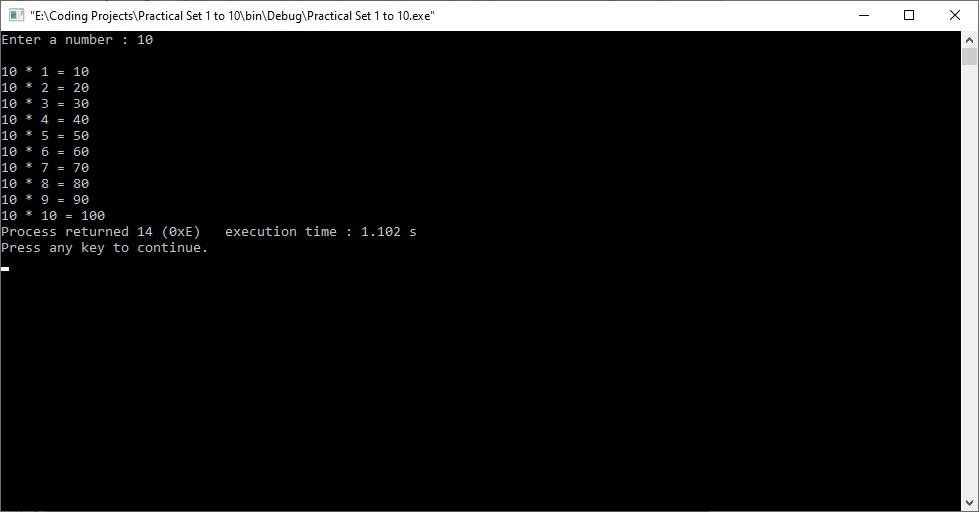 "E:\Coding Projects\Practical Set 1 to 10\bin\Debug\Practical Set 1 to 10.exe"
Enter a number : 10
10 * 1 = 10
10 * 2 = 20
10 * 3 = 30
10 * 4 = 40
10 * 5 = 50
10 * 6 = 60
10 * 7 = 70
10 * 8 = 80
10 * 9 = 90
10 * 10 = 100
Process returned 14 (0xE)   execution time : 1.102 s
Press any key to continue.